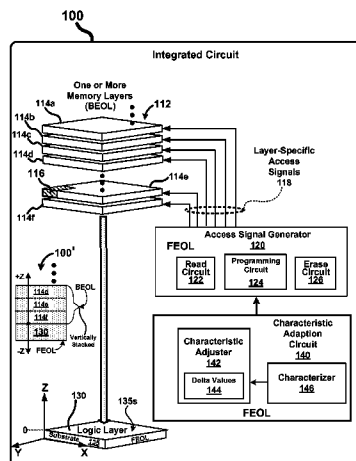 100
Integrated Circuit
One or More
Memory Layers
(BEOL)
112
114a
114b
114c
114d
116
114e
114f
Layer-Specific
Access
Signals
118
Access Signal Generator
120
FEOL
Read
Circuit
122
Programming
Circuit
124
Erase
Circuit
126
100'
+Z
BEOL
114d
114e
114f
130
Vertically
Stacked
-Z
FEOL
Characteristic
Adaption
Circuit
140
Characteristic
Adjuster
142
Delta Values
144
Characterizer
146
FEOL
Z
130
135s
0
Logic Layer
Substrate
FEOL
Y
X